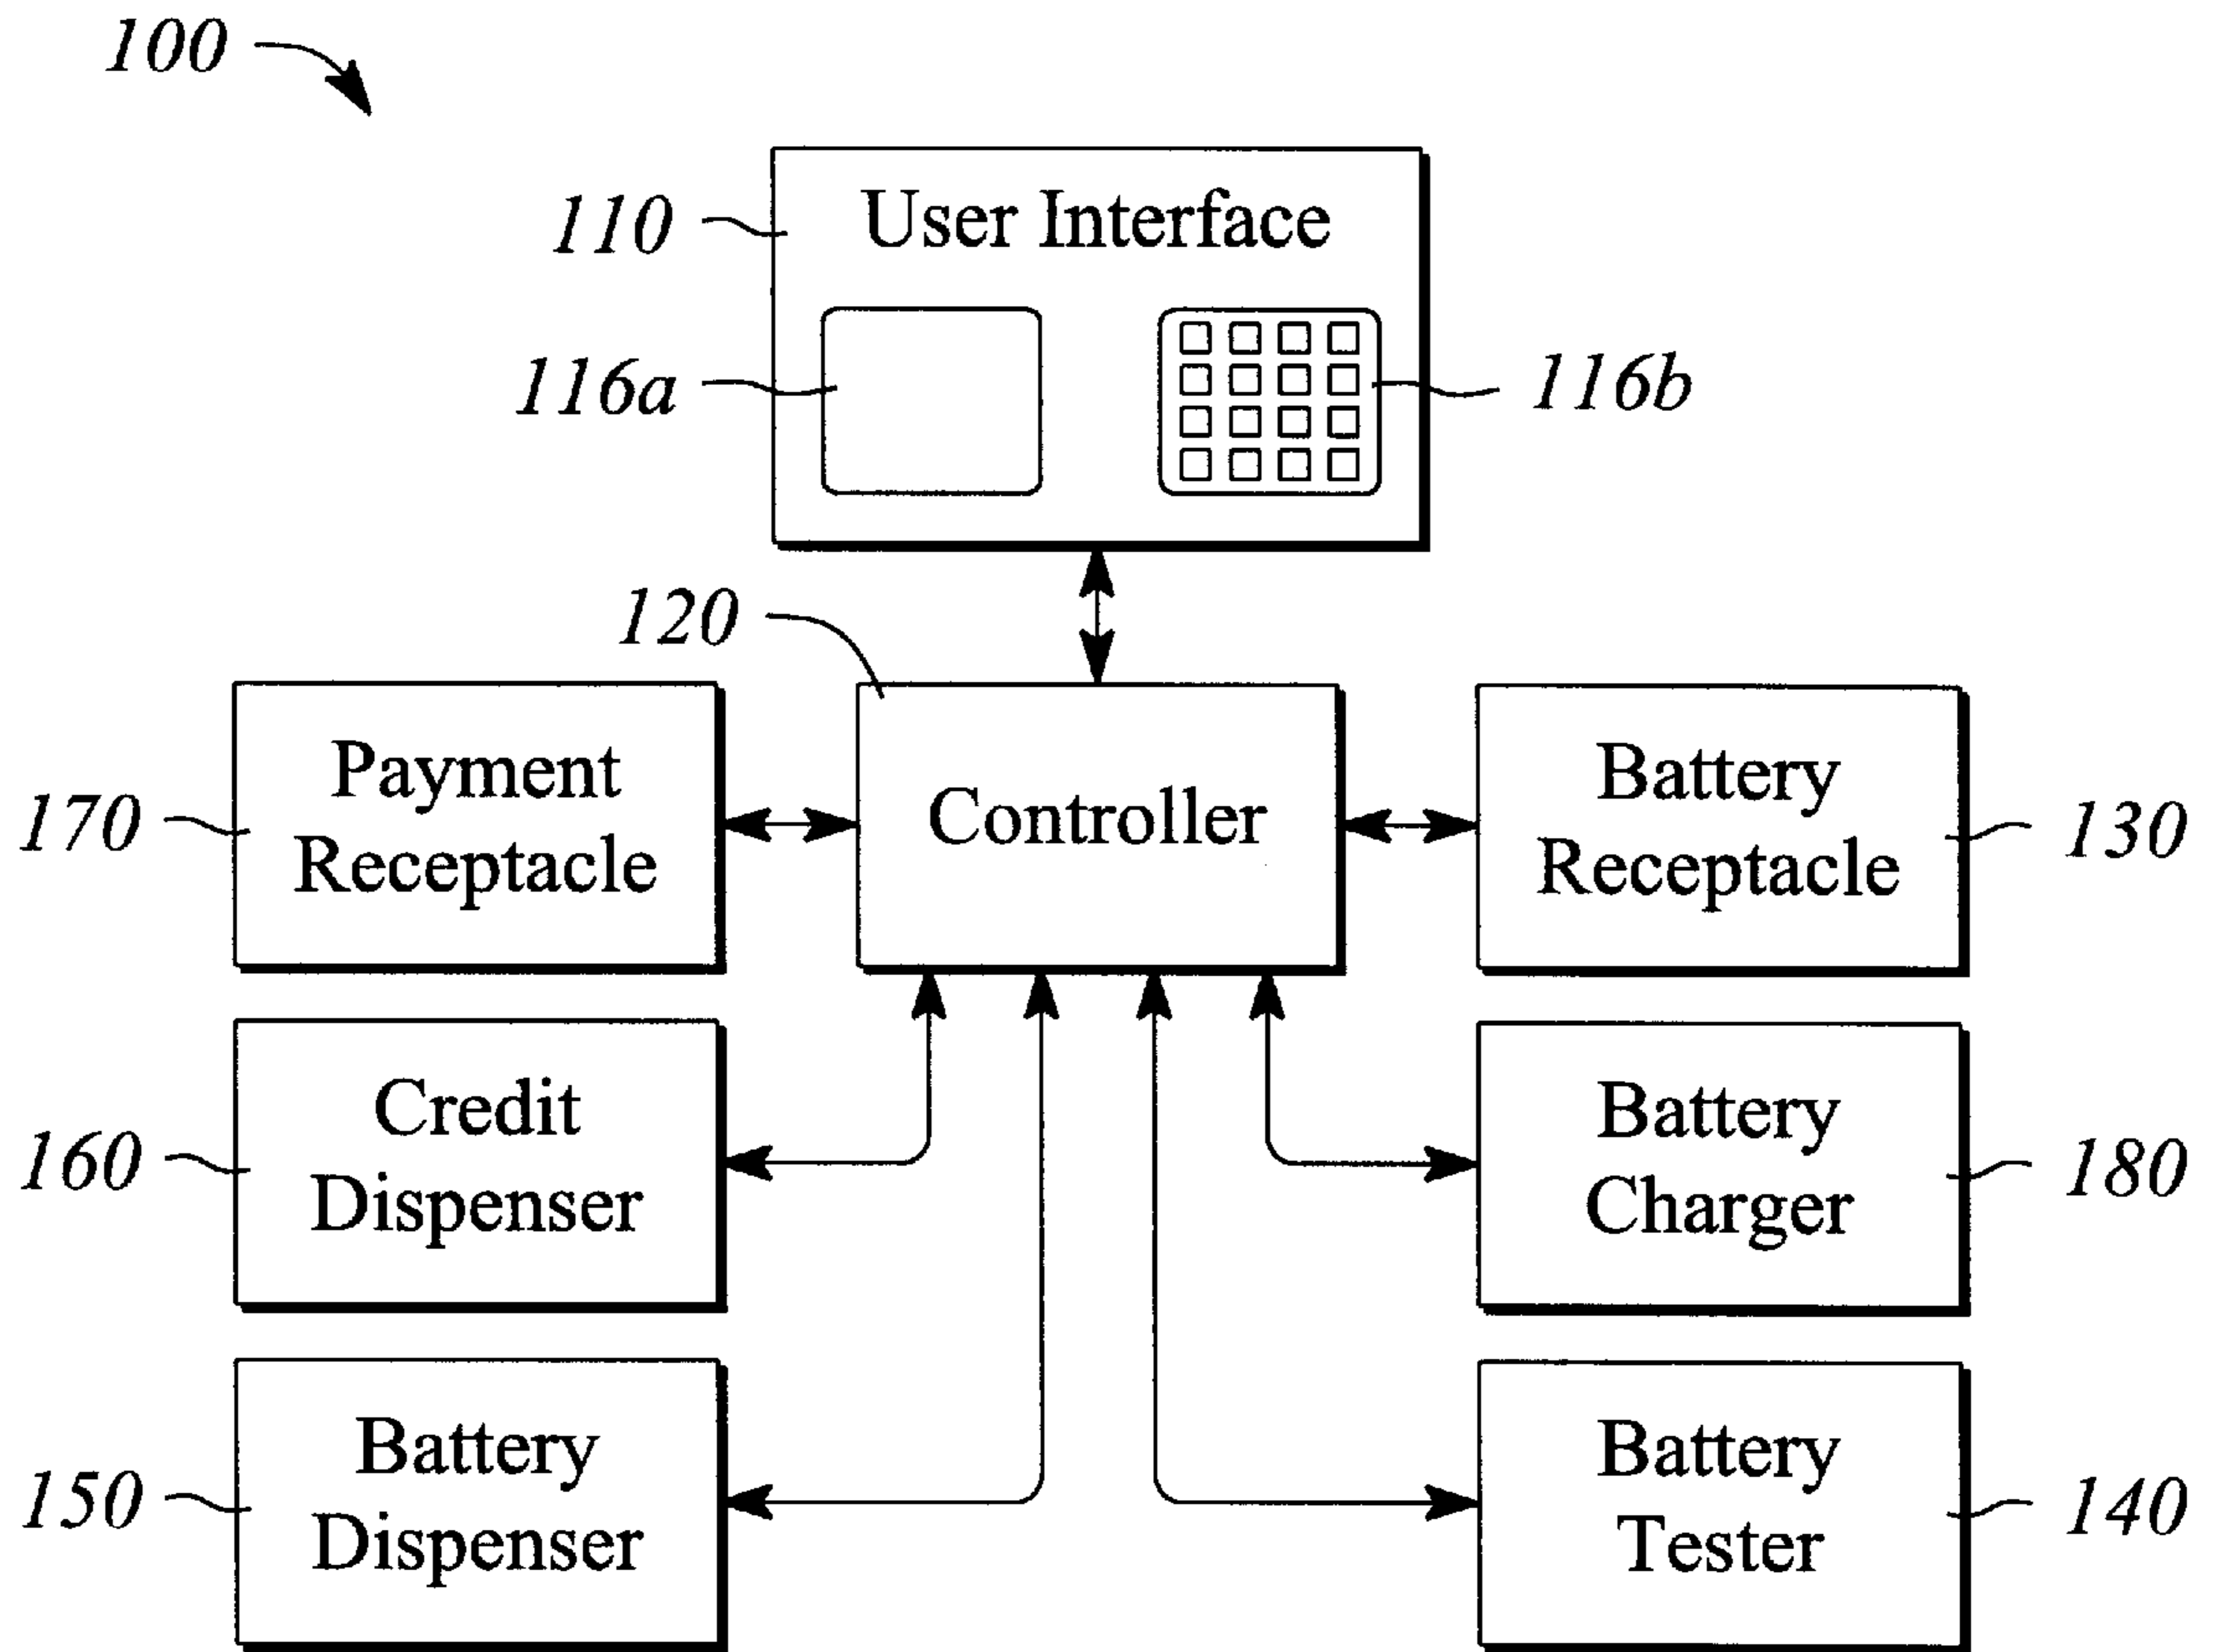 100
110
User Interface
116a
116b
120
170
Payment
Receptacle
Controller
Battery
Receptacle
130
160
Credit
Dispenser
Battery
Charger
180
150
Battery
Dispenser
Battery
Tester
140